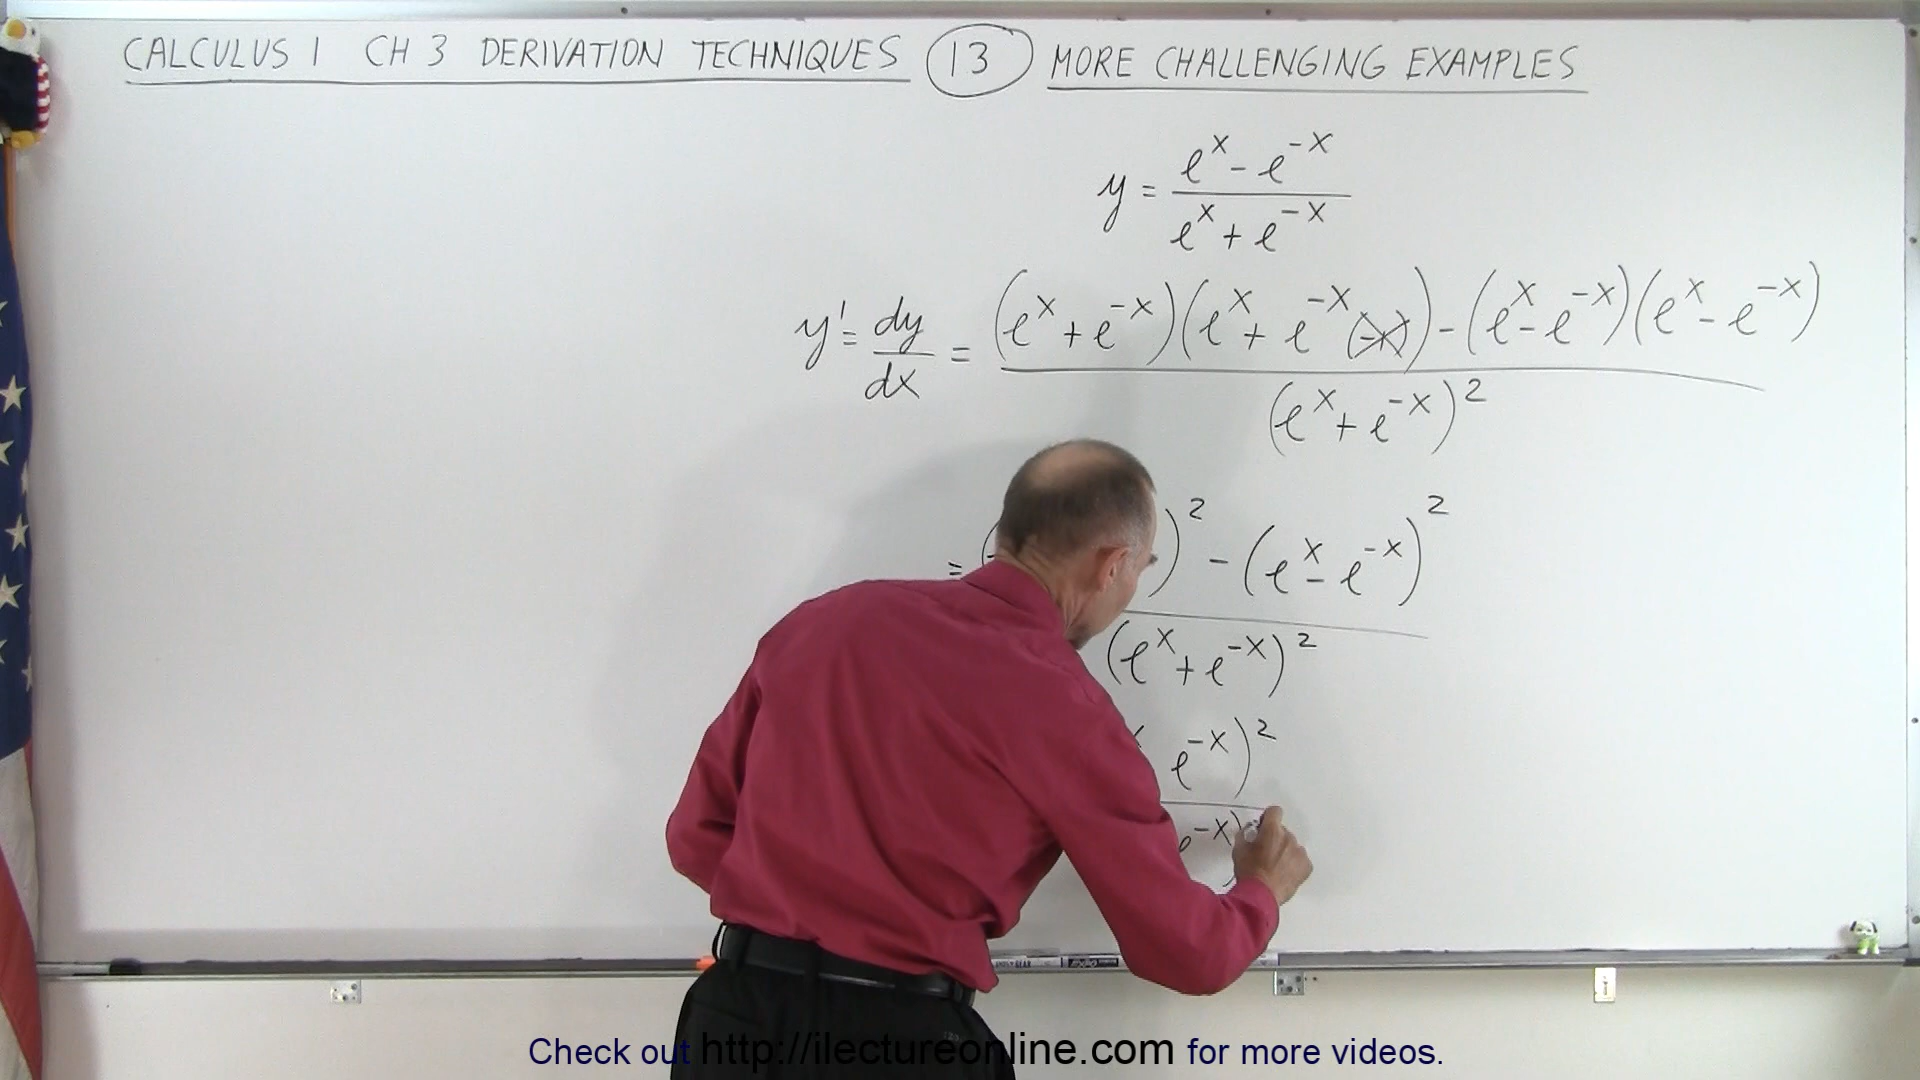 CALCULUS 1 CH 3 DERIVATION TECHNIQUES 13 MORE CHALLENGING EXAMPLES
y = (e^x - e^-x) / (e^x + e^-x)
y' = dy/dx = ((e^x + e^-x)(e^x + e^-x) - (e^x - e^-x)(e^x - e^-x)) / (e^x + e^-x)^2
= ( )^2 - (e^x - e^-x)^2
(e^x + e^-x)^2
e^-x)^2
e^-x)
Check out http://ilectureonline.com for more videos.